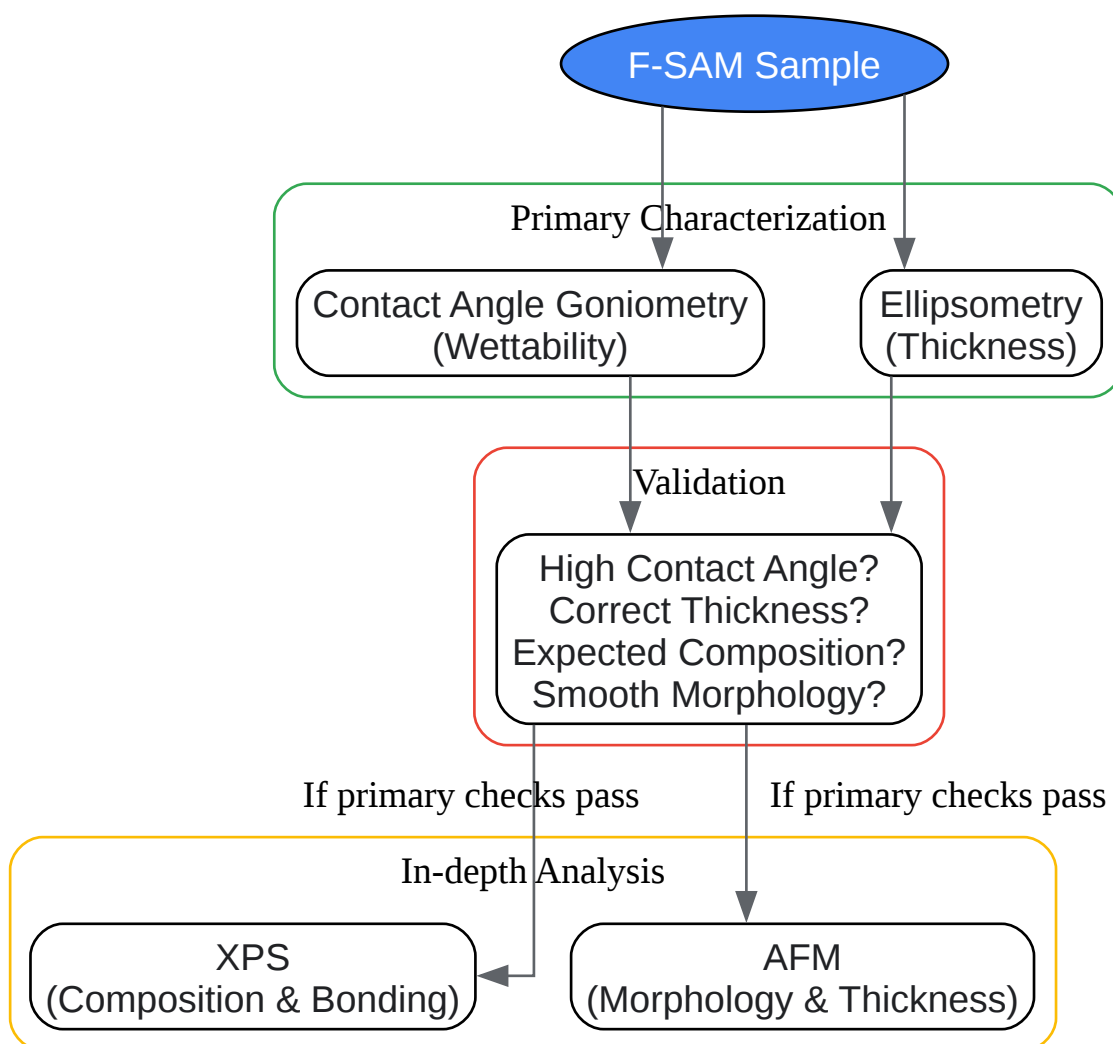 F-SAM Sample
Primary Characterization
Contact Angle Goniometry
(Wettability)
Ellipsometry
(Thickness)
Validation
High Contact Angle?
Correct Thickness?
Expected Composition?
Smooth Morphology?
If primary checks pass
If primary checks pass
In-depth Analysis
XPS
(Composition & Bonding)
AFM
(Morphology & Thickness)